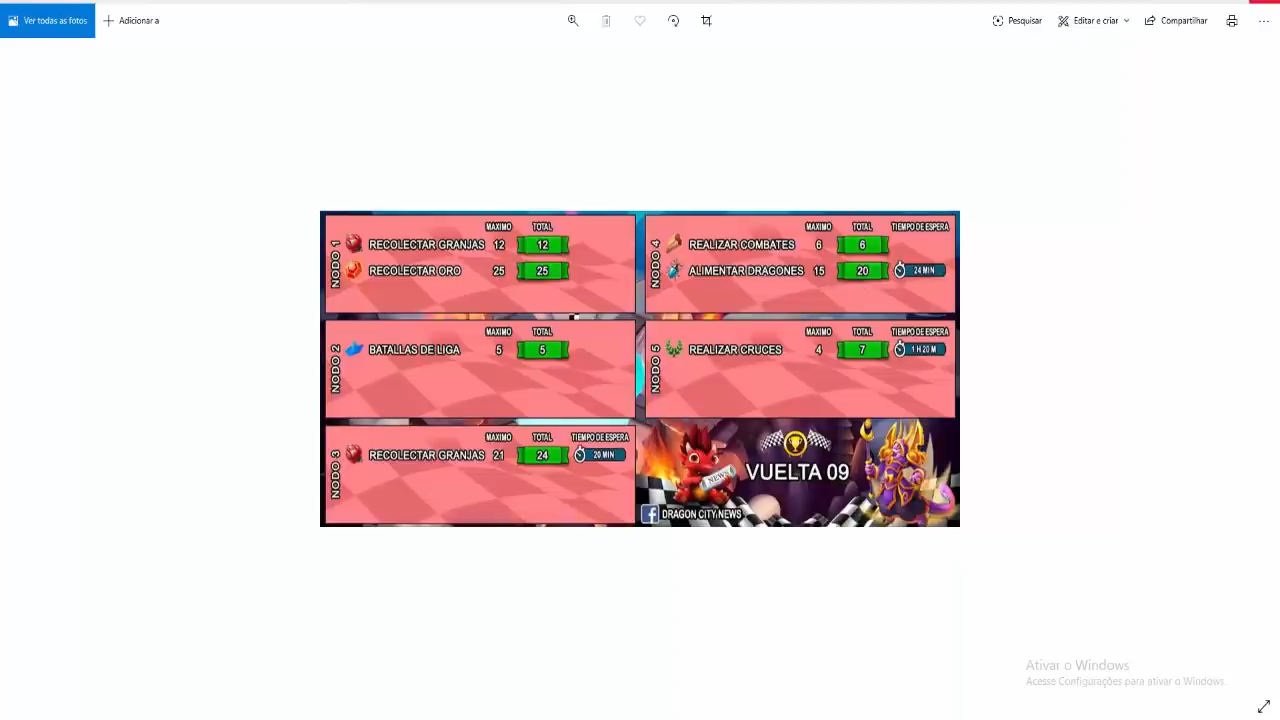 Ver todas as fotos
Adicionar a
Pesquisar
Editar e criar
Compartilhar
NODO 1
MAXIMO TOTAL
RECOLECTAR GRANJAS 12 12
RECOLECTAR ORO 25 25
NODO 2
MAXIMO TOTAL
BATALLAS DE LIGA 5 5
NODO 3
MAXIMO TOTAL TIEMPO DE ESPERA
RECOLECTAR GRANJAS 21 24 20 MIN
NODO 4
MAXIMO TOTAL TIEMPO DE ESPERA
REALIZAR COMBATES 6 6
ALIMENTAR DRAGONES 15 20 24 MIN
NODO 5
MAXIMO TOTAL TIEMPO DE ESPERA
REALIZAR CRUCES 4 7 1 H 20 M
NEWS
VUELTA 09
DRAGON CITY NEWS
Ativar o Windows
Acesse Configurações para ativar o Windows.